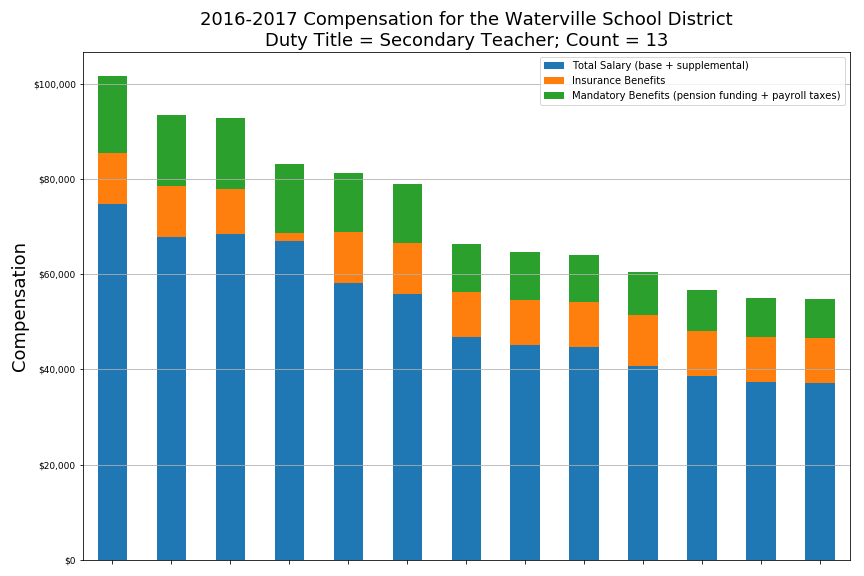 2016-2017 Compensation for the Waterville School District
Duty Title = Secondary Teacher; Count = 13
Total Salary (base + supplemental)
Insurance Benefits
Mandatory Benefits (pension funding + payroll taxes)
Compensation
$100,000
$80,000
$60,000
$40,000
$20,000
$0